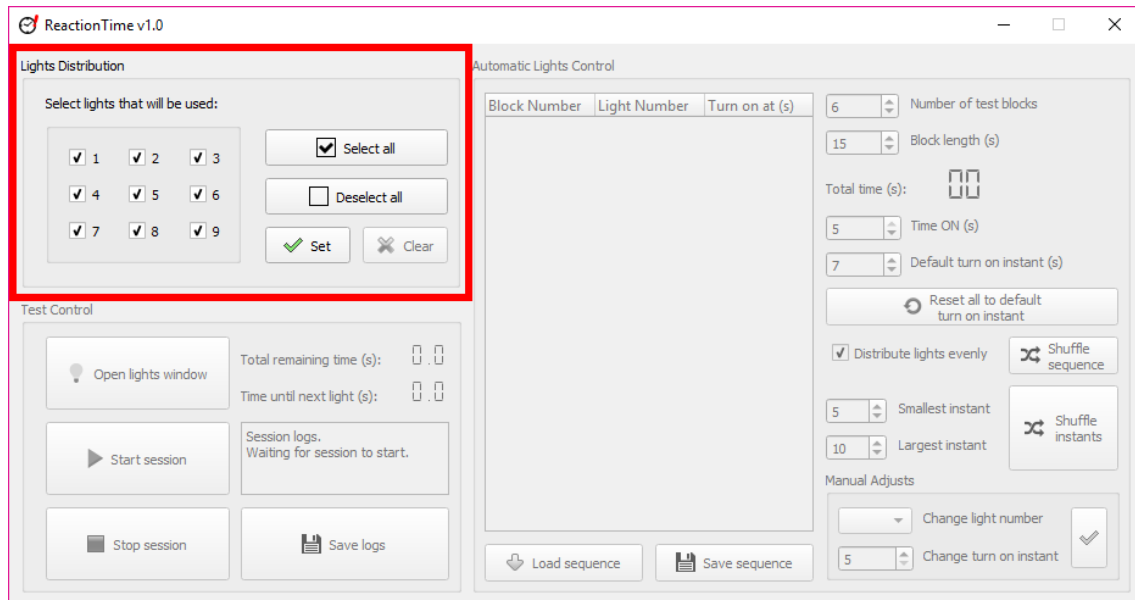 ReactionTime v1.0
Lights Distribution
Select lights that will be used:
1 2 3
4 5 6
7 8 9
Select all
Deselect all
Set Clear
Test Control
Open lights window
Total remaining time (s): 0.0
Time until next light (s): 0.0
Start session
Session logs.
Waiting for session to start.
Stop session
Save logs
Automatic Lights Control
Block Number Light Number Turn on at (s)
Load sequence
Save sequence
6 Number of test blocks
15 Block length (s)
Total time (s): 00
5 Time ON (s)
7 Default turn on instant (s)
Reset all to default
turn on instant
Distribute lights evenly
Shuffle
sequence
5 Smallest instant
10 Largest instant
Shuffle
instants
Manual Adjusts
Change light number
5 Change turn on instant